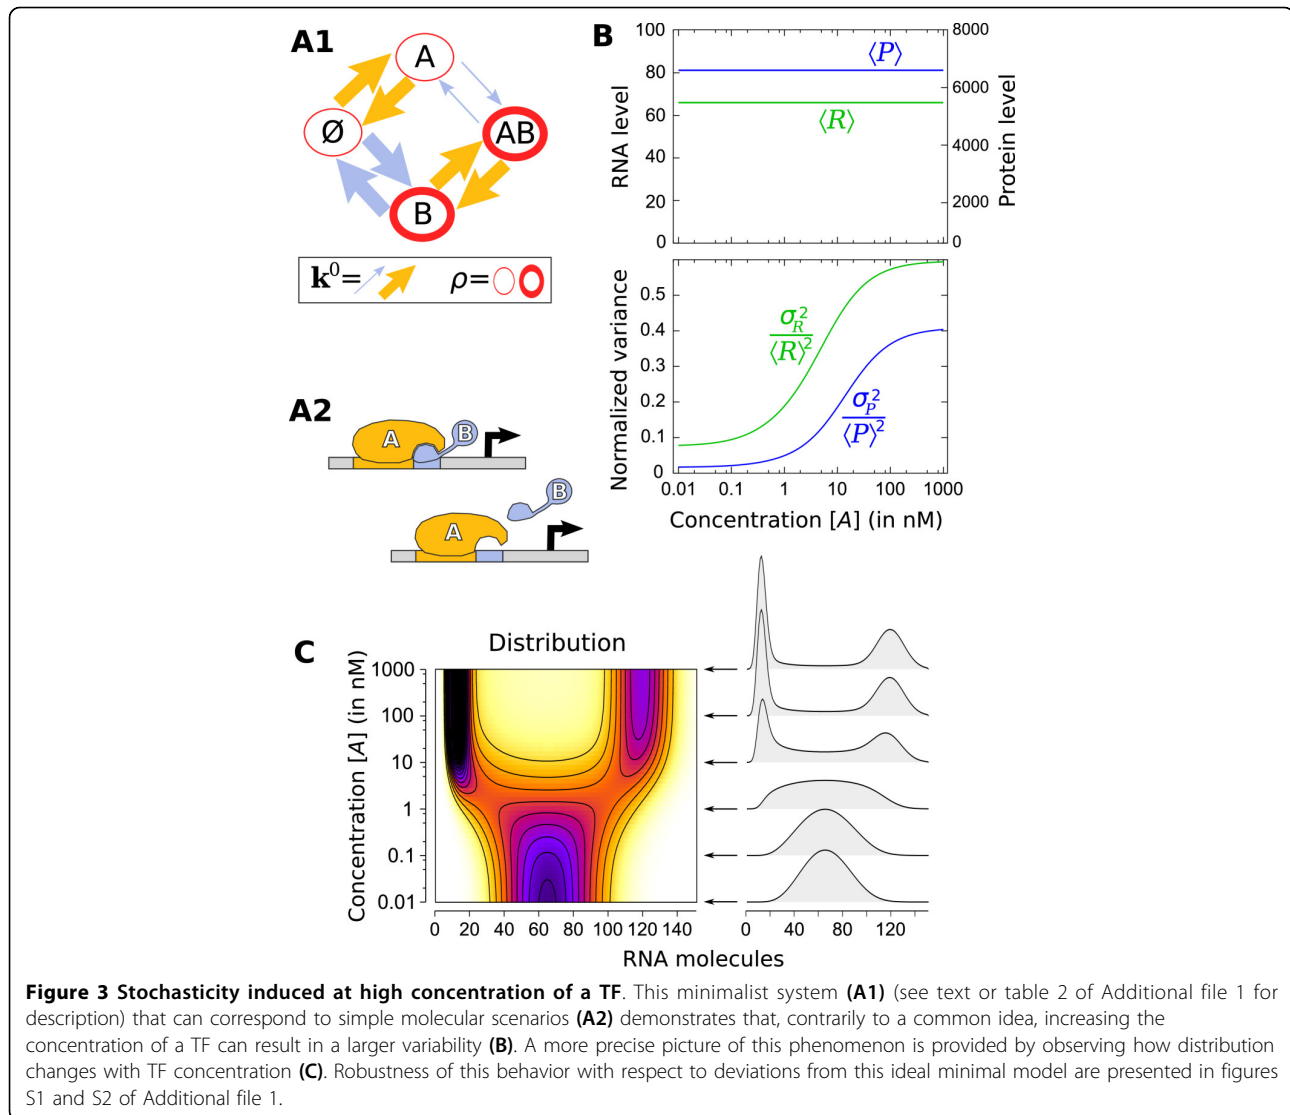 A1
A
Ø
AB
B
k⁰= ρ=
B
RNA level
100
80
60
40
20
0
⟨P⟩
⟨R⟩
Protein level
8000
6000
4000
2000
0
Normalized variance
0.5
0.4
0.3
0.2
0.1
0
σ_R²/⟨R⟩²
σ_P²/⟨P⟩²
0.01 0.1 1 10 100 1000
Concentration [A] (in nM)
A2
A B
B
A
C
Distribution
Concentration [A] (in nM)
1000
100
10
1
0.1
0.01
0 20 40 60 80 100 120 140
0 40 80 120
RNA molecules
Figure 3 Stochasticity induced at high concentration of a TF. This minimalist system (A1) (see text or table 2 of Additional file 1 for
description) that can correspond to simple molecular scenarios (A2) demonstrates that, contrarily to a common idea, increasing the
concentration of a TF can result in a larger variability (B). A more precise picture of this phenomenon is provided by observing how distribution
changes with TF concentration (C). Robustness of this behavior with respect to deviations from this ideal minimal model are presented in figures
S1 and S2 of Additional file 1.